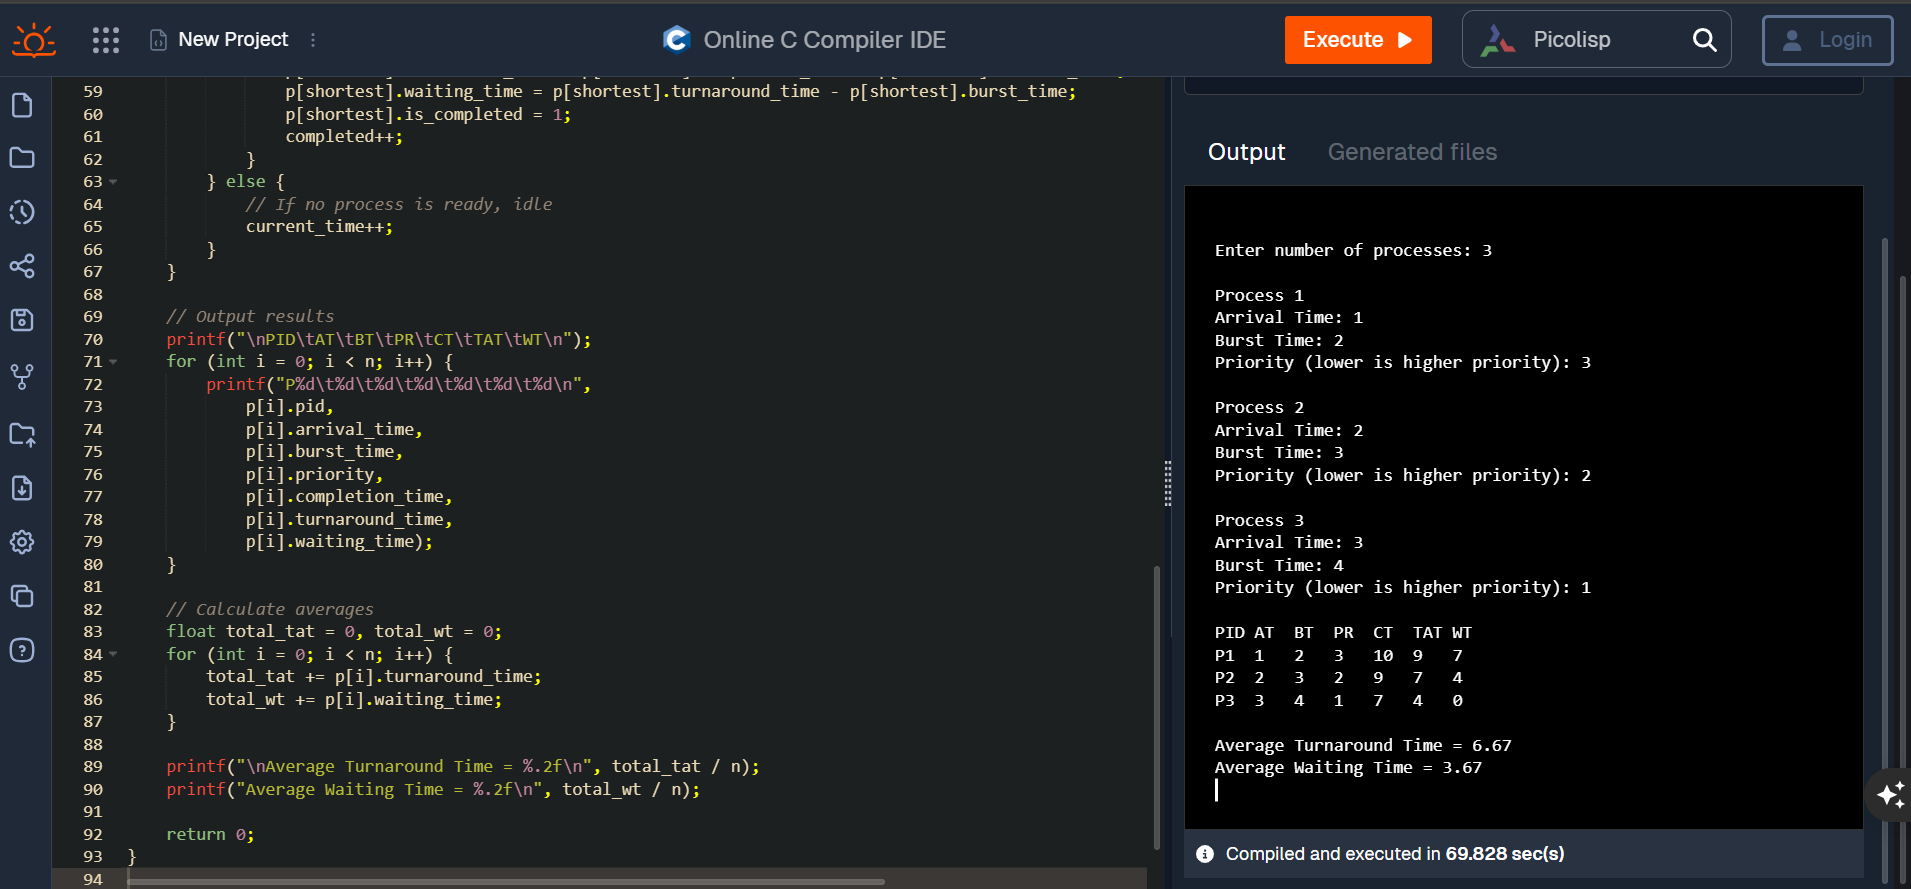 New Project
Online C Compiler IDE
Execute
Picolisp
Login
59 p[shortest].waiting_time = p[shortest].turnaround_time - p[shortest].burst_time;
60 p[shortest].is_completed = 1;
61 completed++;
62 }
63 } else {
64 // If no process is ready, idle
65 current_time++;
66 }
67 }
68
69 // Output results
70 printf("\nPID\tAT\tBT\tPR\tCT\tTAT\tWT\n");
71 for (int i = 0; i < n; i++) {
72 printf("P%d\t%d\t%d\t%d\t%d\t%d\t%d\n",
73 p[i].pid,
74 p[i].arrival_time,
75 p[i].burst_time,
76 p[i].priority,
77 p[i].completion_time,
78 p[i].turnaround_time,
79 p[i].waiting_time);
80 }
81
82 // Calculate averages
83 float total_tat = 0, total_wt = 0;
84 for (int i = 0; i < n; i++) {
85 total_tat += p[i].turnaround_time;
86 total_wt += p[i].waiting_time;
87 }
88
89 printf("\nAverage Turnaround Time = %.2f\n", total_tat / n);
90 printf("Average Waiting Time = %.2f\n", total_wt / n);
91
92 return 0;
93 }
94
Output
Generated files
Enter number of processes: 3
Process 1
Arrival Time: 1
Burst Time: 2
Priority (lower is higher priority): 3
Process 2
Arrival Time: 2
Burst Time: 3
Priority (lower is higher priority): 2
Process 3
Arrival Time: 3
Burst Time: 4
Priority (lower is higher priority): 1
PID AT BT PR CT TAT WT
P1 1 2 3 10 9 7
P2 2 3 2 9 7 4
P3 3 4 1 7 4 0
Average Turnaround Time = 6.67
Average Waiting Time = 3.67
Compiled and executed in 69.828 sec(s)